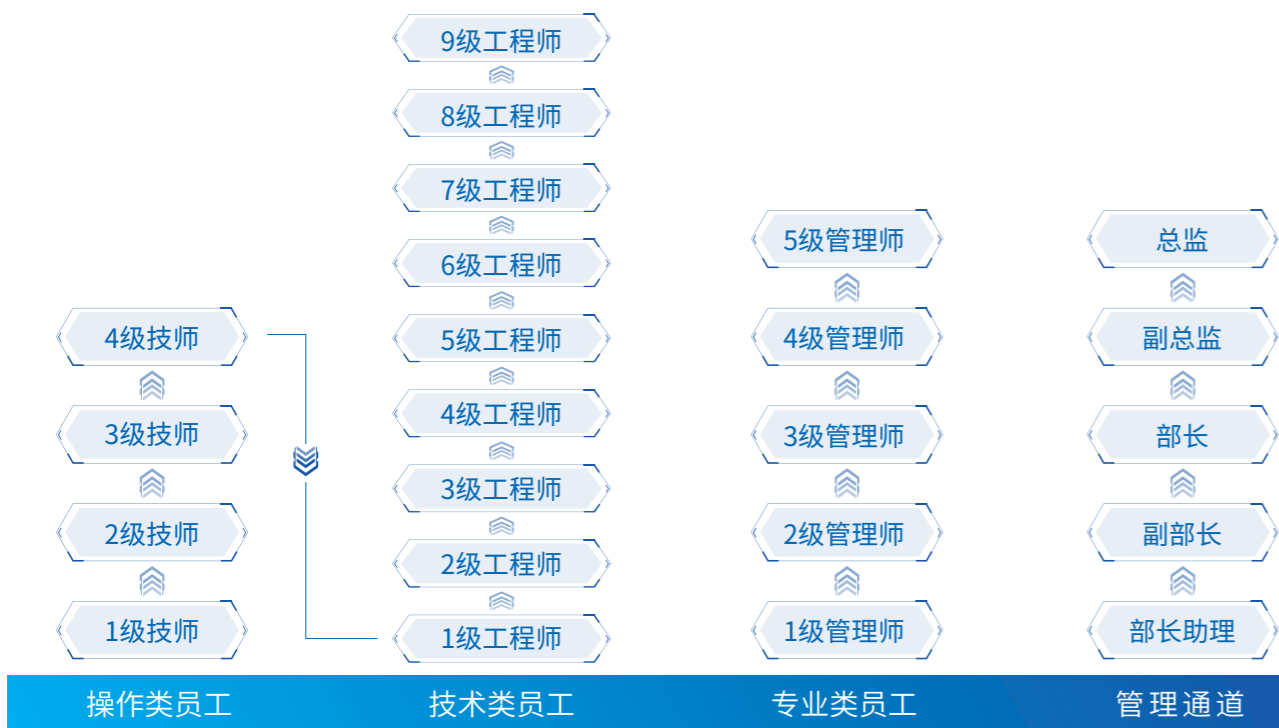 4级技师
3级技师
2级技师
1级技师
操作类员工
9级工程师
8级工程师
7级工程师
6级工程师
5级工程师
4级工程师
3级工程师
2级工程师
1级工程师
技术类员工
5级管理师
4级管理师
3级管理师
2级管理师
1级管理师
专业类员工
总监
副总监
部长
副部长
部长助理
管理通道